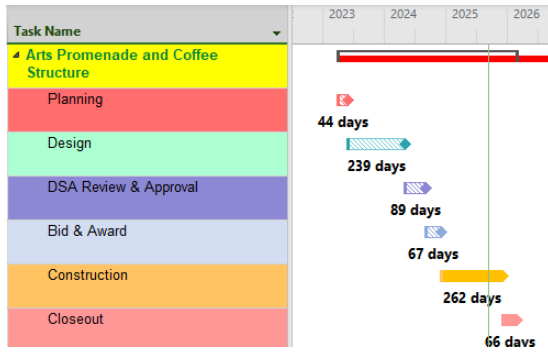 2023 2024 2025 2026
Task Name
Arts Promenade and Coffee
Structure
Planning
44 days
Design
239 days
DSA Review & Approval
89 days
Bid & Award
67 days
Construction
262 days
Closeout
66 days